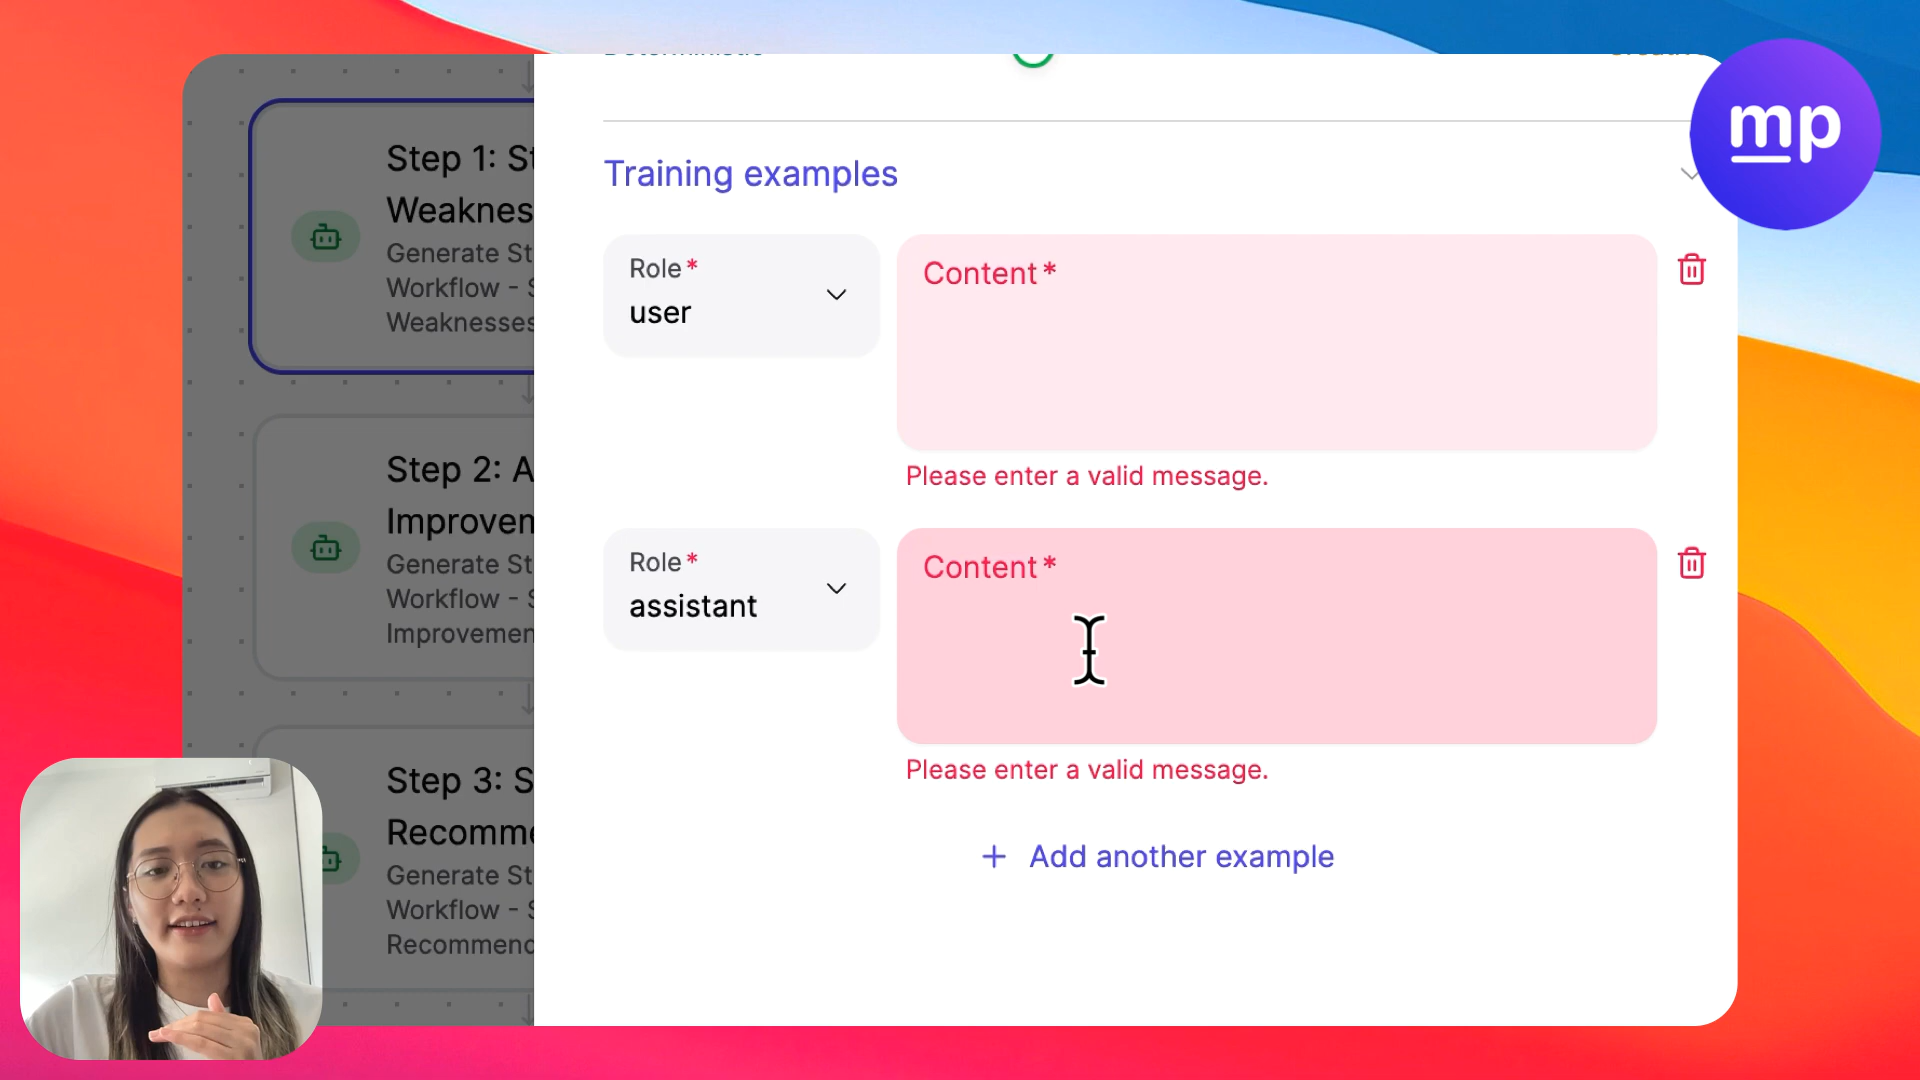 mp
Training examples
Role*
user
Content*
Please enter a valid message.
Role*
assistant
Content*
Please enter a valid message.
+ Add another example
Step 1: St
Weaknes
Generate St
Workflow - S
Weaknesses
Step 2: A
Improven
Generate St
Workflow - S
Improvemen
Step 3: S
Recomme
Generate St
Workflow - S
Recommend